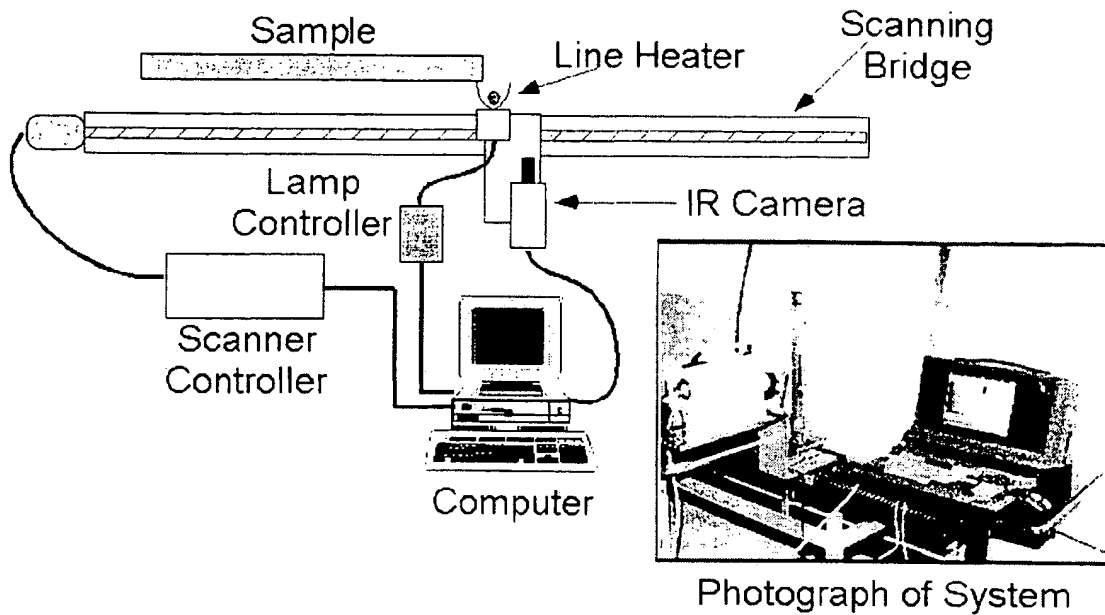 Sample
Line Heater
Scanning
Bridge
Lamp
Controller
IR Camera
Scanner
Controller
Computer
Photograph of System